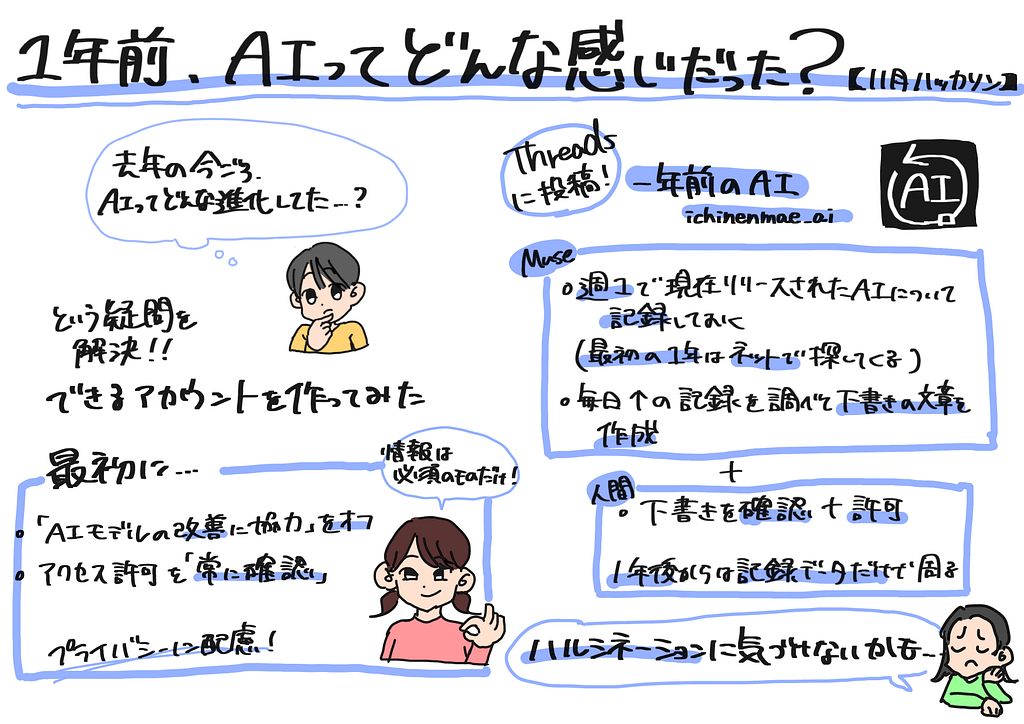 1年前、AIってどんな感じだった?【11月ハッカソン】
去年の今ごろ、
AIってどんな進化してた…?
という疑問を
解決!!
できるアカウントを作ってみた
最初に…
情報は
必須のものだけ!
・「AIモデルの改善に協力」をオフ
・アクセス許可を「常に確認」
プライバシーに配慮!
Threads
に投稿!
一年前のAI
ichinenmae_ai
AI
Muse
・週1で現在リリースされたAIについて
記録しておく
(最初の1年はネットで探してくる)
・毎日↑の記録を調べて下書きの文章を
作成
+
人間
・下書きを確認+許可
1年後からは記録データだけで周る
ハルシネーションに気づけないかも…